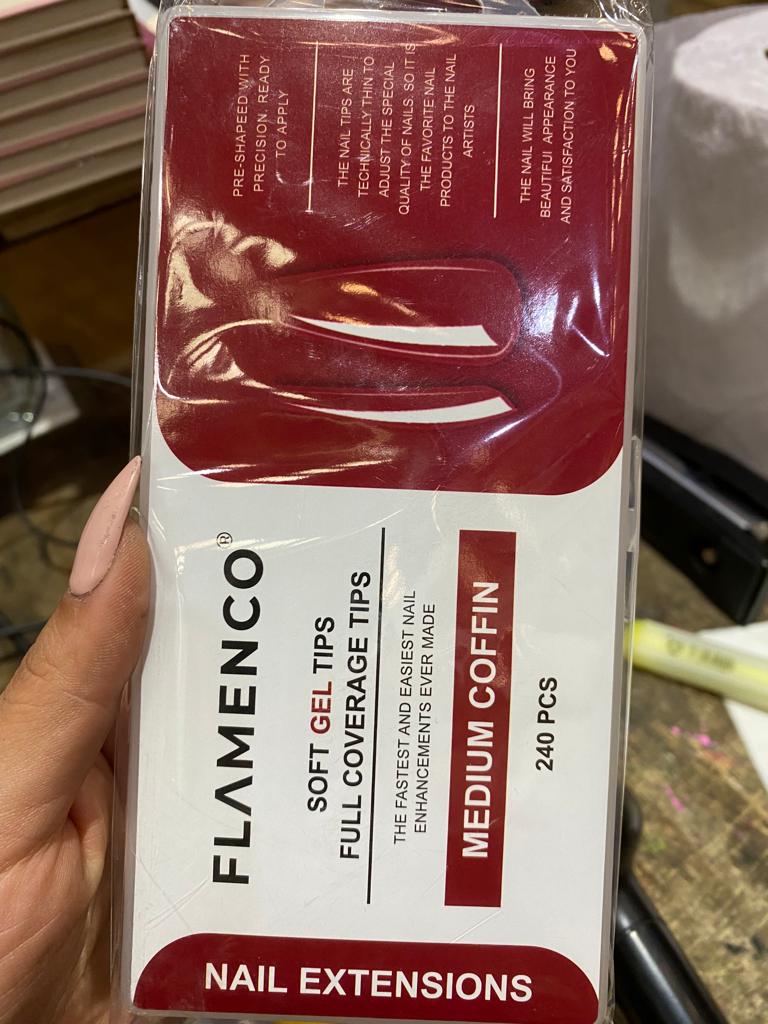 FLAMENCO®
SOFT GEL TIPS
FULL COVERAGE TIPS
THE FASTEST AND EASIEST NAIL
ENHANCEMENTS EVER MADE
MEDIUM COFFIN
240 PCS
PRE-SHAPEED WITH
PRECISION, READY
TO APPLY
THE NAIL TIPS ARE
TECHNICALLY THIN TO
ADJUST THE SPECIAL
QUALITY OF NAILS. SO IT IS
THE FAVORITE NAIL
PRODUCTS TO THE NAIL
ARTISTS
THE NAIL WILL BRING
BEAUTIFUL APPEARANCE
AND SATISFACTION TO YOU
NAIL EXTENSIONS